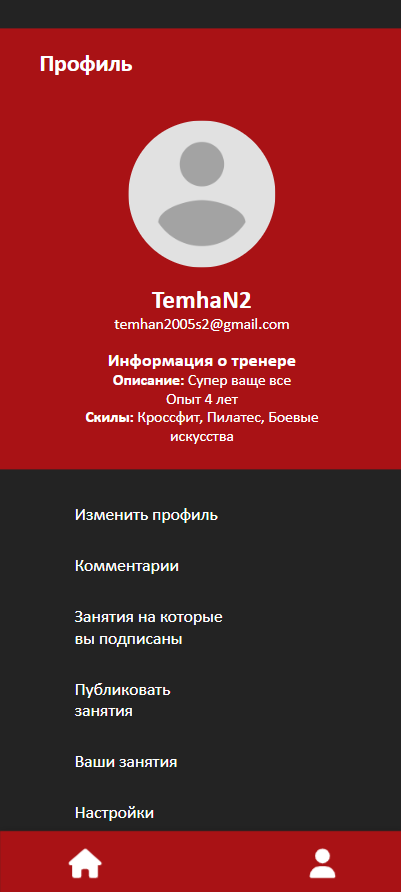 Профиль
TemhaN2
temhan2005s2@gmail.com
Информация о тренере
Описание: Супер ваще все
Опыт 4 лет
Скилы: Кроссфит, Пилатес, Боевые
искусства
Изменить профиль
Комментарии
Занятия на которые
вы подписаны
Публиковать
занятия
Ваши занятия
Настройки